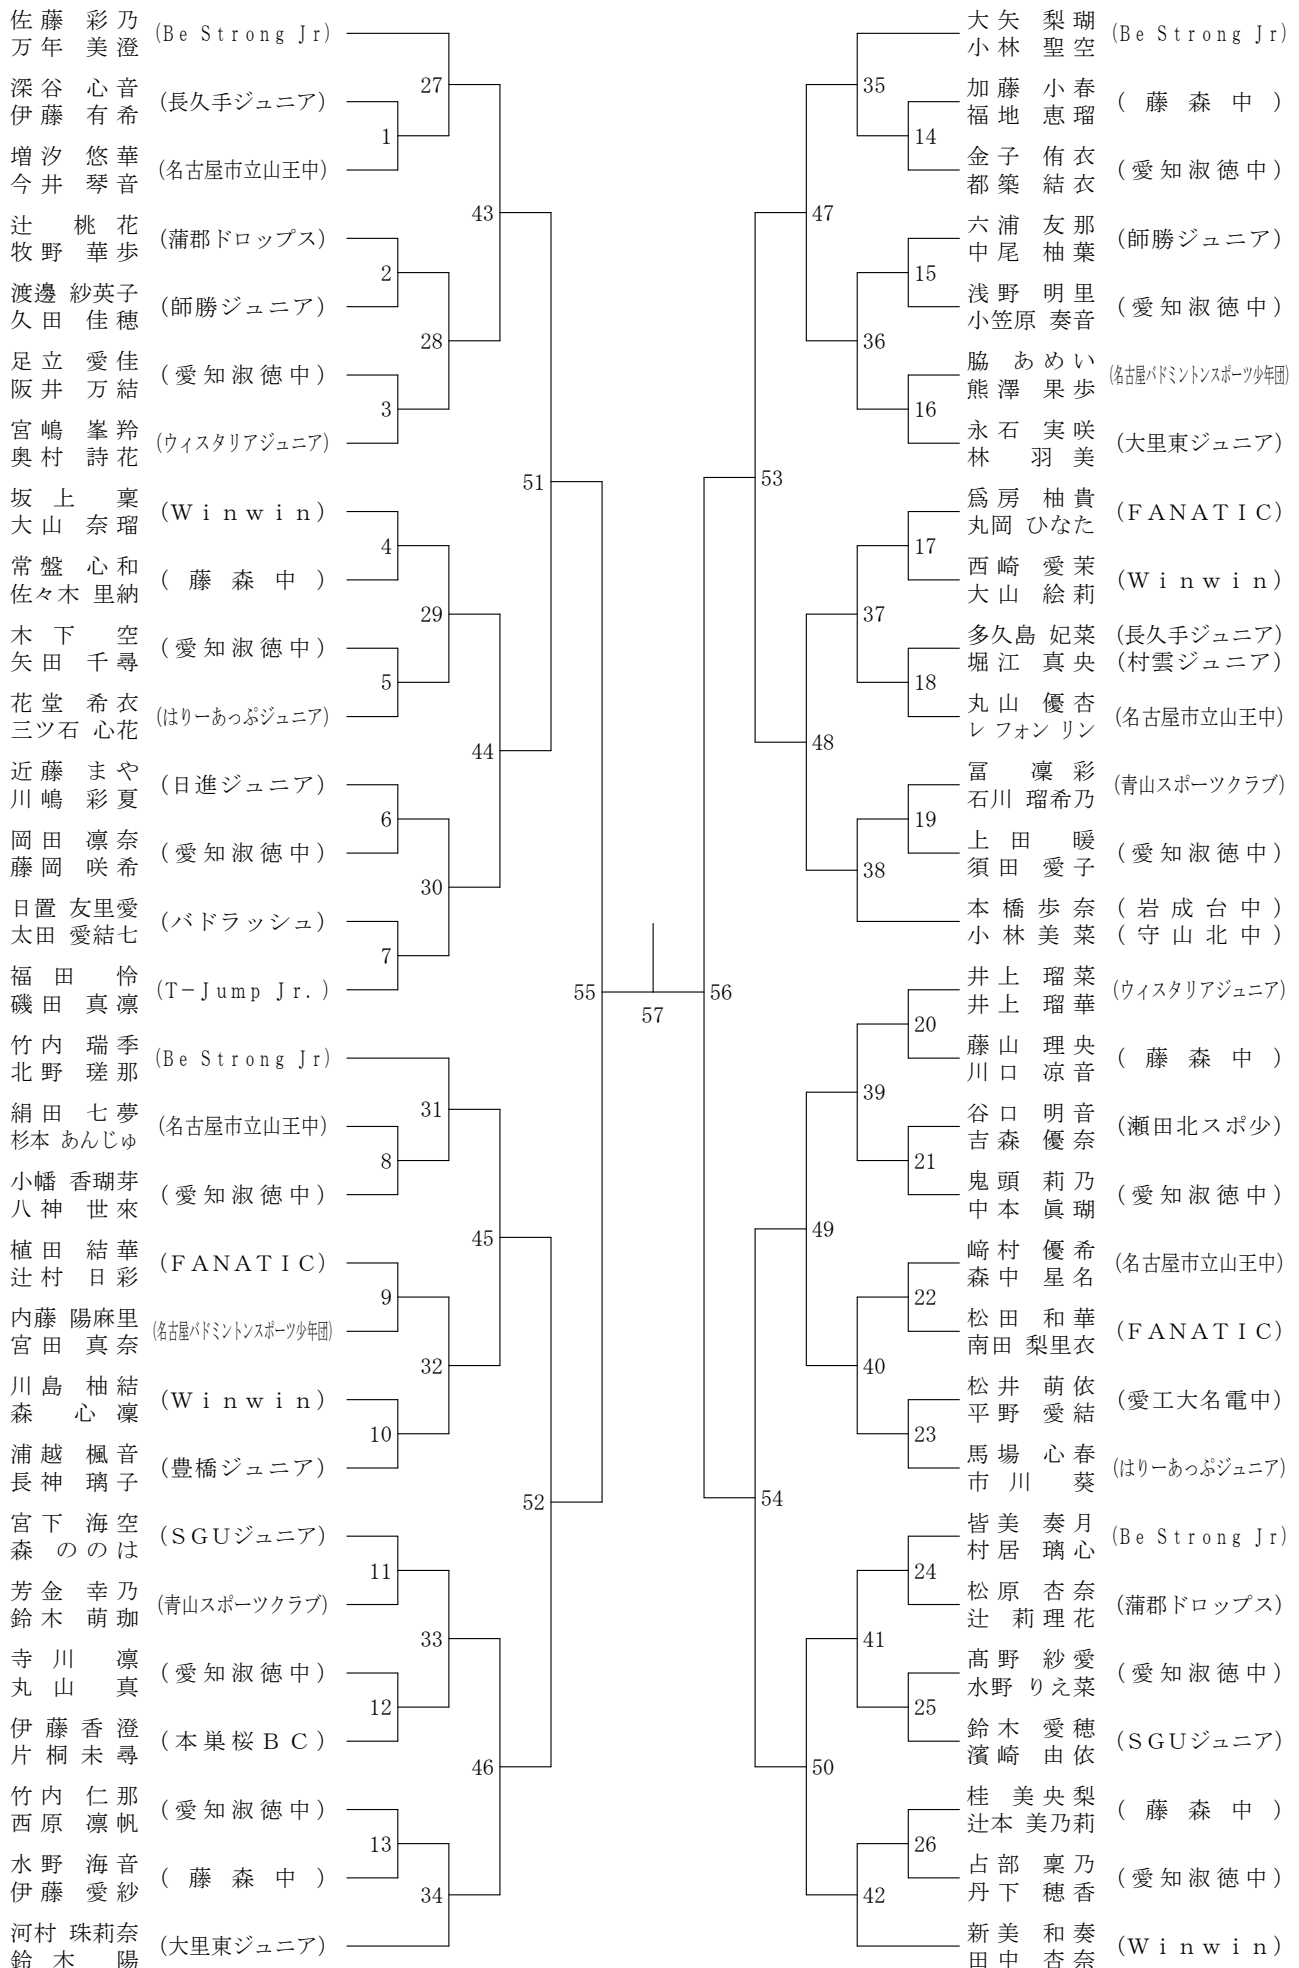 佐藤 彩乃 (Be Strong Jr)
万年 美澄
27
深谷 心音 (長久手ジュニア)
伊藤 有希
1
増汐 悠華 (名古屋市立山王中)
今井 琴音
43
辻 桃花 (蒲郡ドロップス)
牧野 華歩
2
渡邊 紗英子 (師勝ジュニア)
久田 佳穂
28
足立 愛佳 (愛知淑徳中)
阪井 万結
3
宮嶋 峯羚 (ウィスタリアジュニア)
奥村 詩花
51
坂上 稟 (Winwin)
大山 奈瑠
4
常盤 心和 (藤森中)
佐々木 里納
29
木下 空 (愛知淑徳中)
矢田 千尋
5
花堂 希衣 (はりーあっぷジュニア)
三ツ石 心花
44
近藤 まや (日進ジュニア)
川嶋 彩夏
6
岡田 凛奈 (愛知淑徳中)
藤岡 咲希
30
日置 友里愛 (バドラッシュ)
太田 愛結七
7
福田 怜 (T-Jump Jr.)
磯田 真凛
55
竹内 瑞季 (Be Strong Jr)
北野 瑳那
31
絹田 七夢 (名古屋市立山王中)
杉本 あんじゅ
8
小幡 香瑚芽 (愛知淑徳中)
八神 世來
45
植田 結華 (FANATIC)
辻村 日彩
9
内藤 陽麻里 (名古屋バドミントンスポーツ少年団)
宮田 真奈
32
川島 柚結 (Winwin)
森 心凜
10
浦越 楓音 (豊橋ジュニア)
長神 璃子
52
宮下 海空 (SGUジュニア)
森 ののは
11
芳金 幸乃 (青山スポーツクラブ)
鈴木 萌珈
33
寺川 凛 (愛知淑徳中)
丸山 真
12
伊藤香澄 (本巣桜BC)
片桐未尋
46
竹内 仁那 (愛知淑徳中)
西原 凛帆
13
水野 海音 (藤森中)
伊藤 愛紗
34
河村 珠莉奈 (大里東ジュニア)
鈴木 陽
57
大矢 梨瑚 (Be Strong Jr)
小林 聖空
35
加藤 小春 (藤森中)
福地 恵瑠
14
金子 侑衣 (愛知淑徳中)
都築 結衣
47
六浦 友那 (師勝ジュニア)
中尾 柚葉
15
浅野 明里 (愛知淑徳中)
小笠原 奏音
36
脇 あめい (名古屋バドミントンスポーツ少年団)
熊澤 果歩
16
永石 実咲 (大里東ジュニア)
林 羽美
53
爲房 柚貴 (FANATIC)
丸岡 ひなた
17
西崎 愛茉 (Winwin)
大山 絵莉
37
多久島 妃菜 (長久手ジュニア)
堀江 真央 (村雲ジュニア)
18
丸山 優杏 (名古屋市立山王中)
レ フォン リン
48
冨 凜彩 (青山スポーツクラブ)
石川 瑠希乃
19
上田 暖 (愛知淑徳中)
須田 愛子
38
本橋歩奈 (岩成台中)
小林美菜 (守山北中)
56
井上 瑠菜 (ウィスタリアジュニア)
井上 瑠華
20
藤山 理央 (藤森中)
川口 凉音
39
谷口 明音 (瀬田北スポ少)
吉森 優奈
21
鬼頭 莉乃 (愛知淑徳中)
中本 眞瑚
49
﨑村 優希 (名古屋市立山王中)
森中 星名
22
松田 和華 (FANATIC)
南田 梨里衣
40
松井 萌依 (愛工大名電中)
平野 愛結
23
馬場 心春 (はりーあっぷジュニア)
市川 葵
54
皆美 奏月 (Be Strong Jr)
村居 璃心
24
松原 杏奈 (蒲郡ドロップス)
辻 莉理花
41
髙野 紗愛 (愛知淑徳中)
水野 りえ菜
25
鈴木 愛穂 (SGUジュニア)
濱崎 由依
50
桂 美央梨 (藤森中)
辻本 美乃莉
26
占部 稟乃 (愛知淑徳中)
丹下 穂香
42
新美 和奏 (Winwin)
田中 杏奈